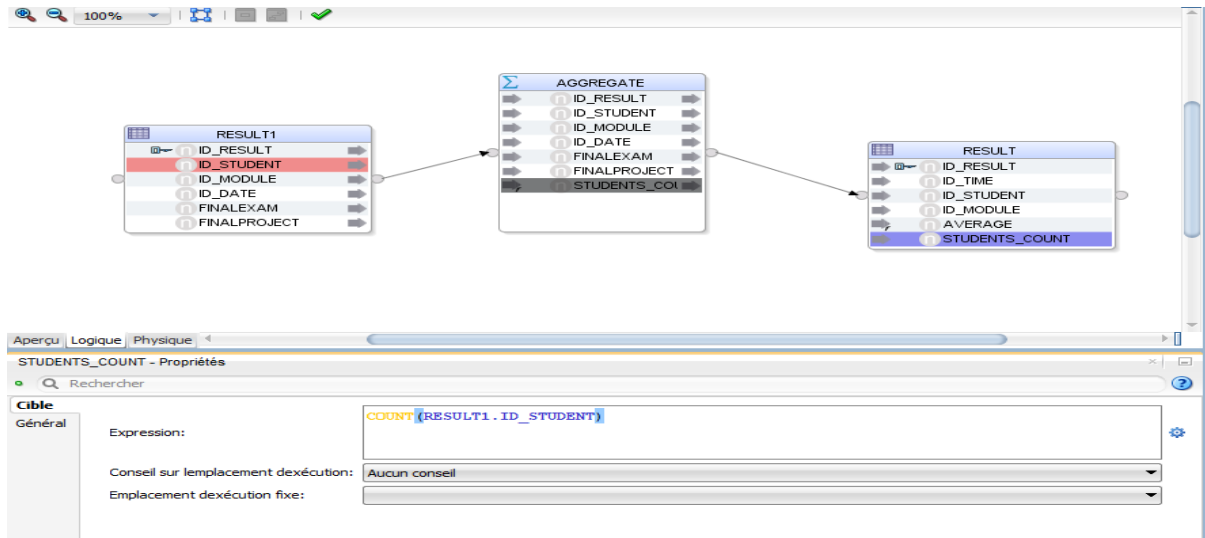 100%
AGGREGATE
ID_RESULT
ID_STUDENT
ID_MODULE
ID_DATE
FINALEXAM
FINALPROJECT
STUDENTS_COU
RESULT1
ID_RESULT
ID_STUDENT
ID_MODULE
ID_DATE
FINALEXAM
FINALPROJECT
RESULT
ID_RESULT
ID_TIME
ID_STUDENT
ID_MODULE
AVERAGE
STUDENTS_COUNT
Aperçu Logique Physique
STUDENTS_COUNT - Propriétés
Rechercher
Cible
Général
Expression:
COUNT(RESULT1.ID_STUDENT)
Conseil sur lemplacement dexécution: Aucun conseil
Emplacement dexécution fixe: